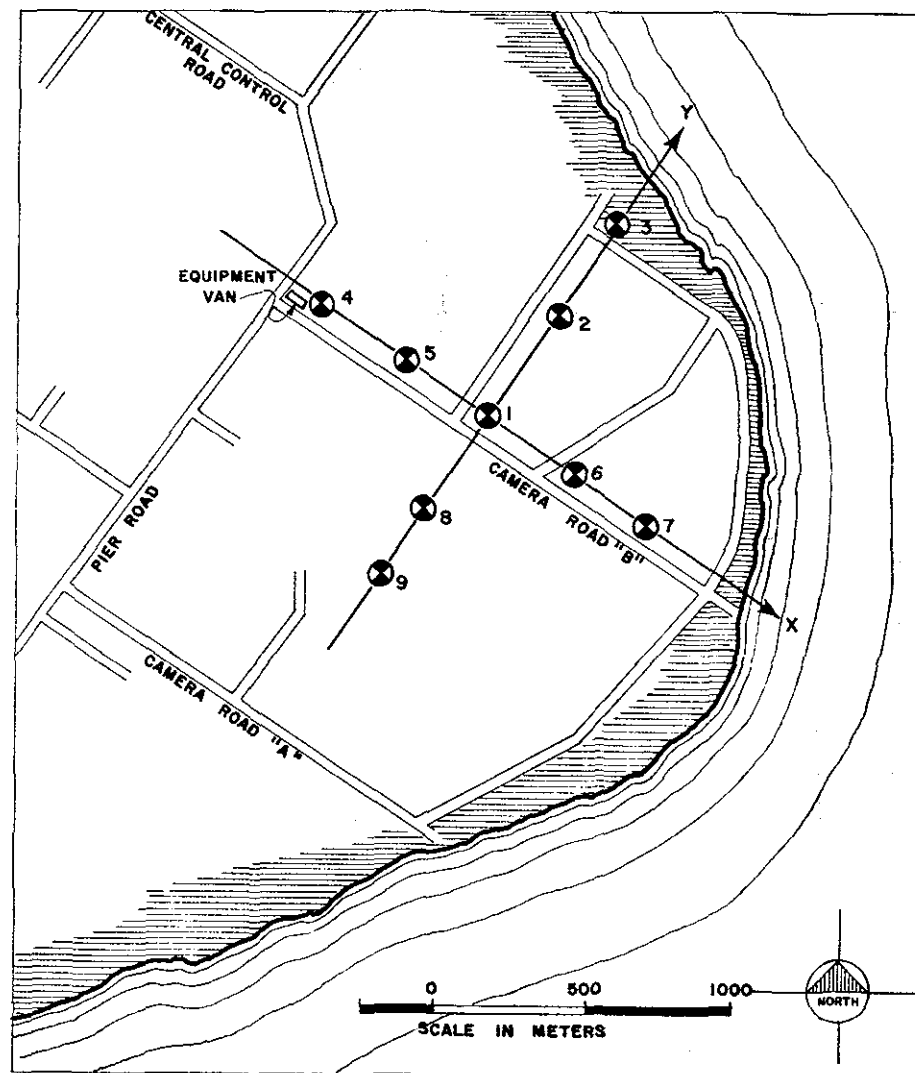 CENTRAL CONTROL
ROAD
Y
3
EQUIPMENT
VAN
4
2
5
1
6
CAMERA ROAD "B"
7
8
PIER ROAD
9
X
CAMERA ROAD "A"
0 500 1000
SCALE IN METERS
NORTH